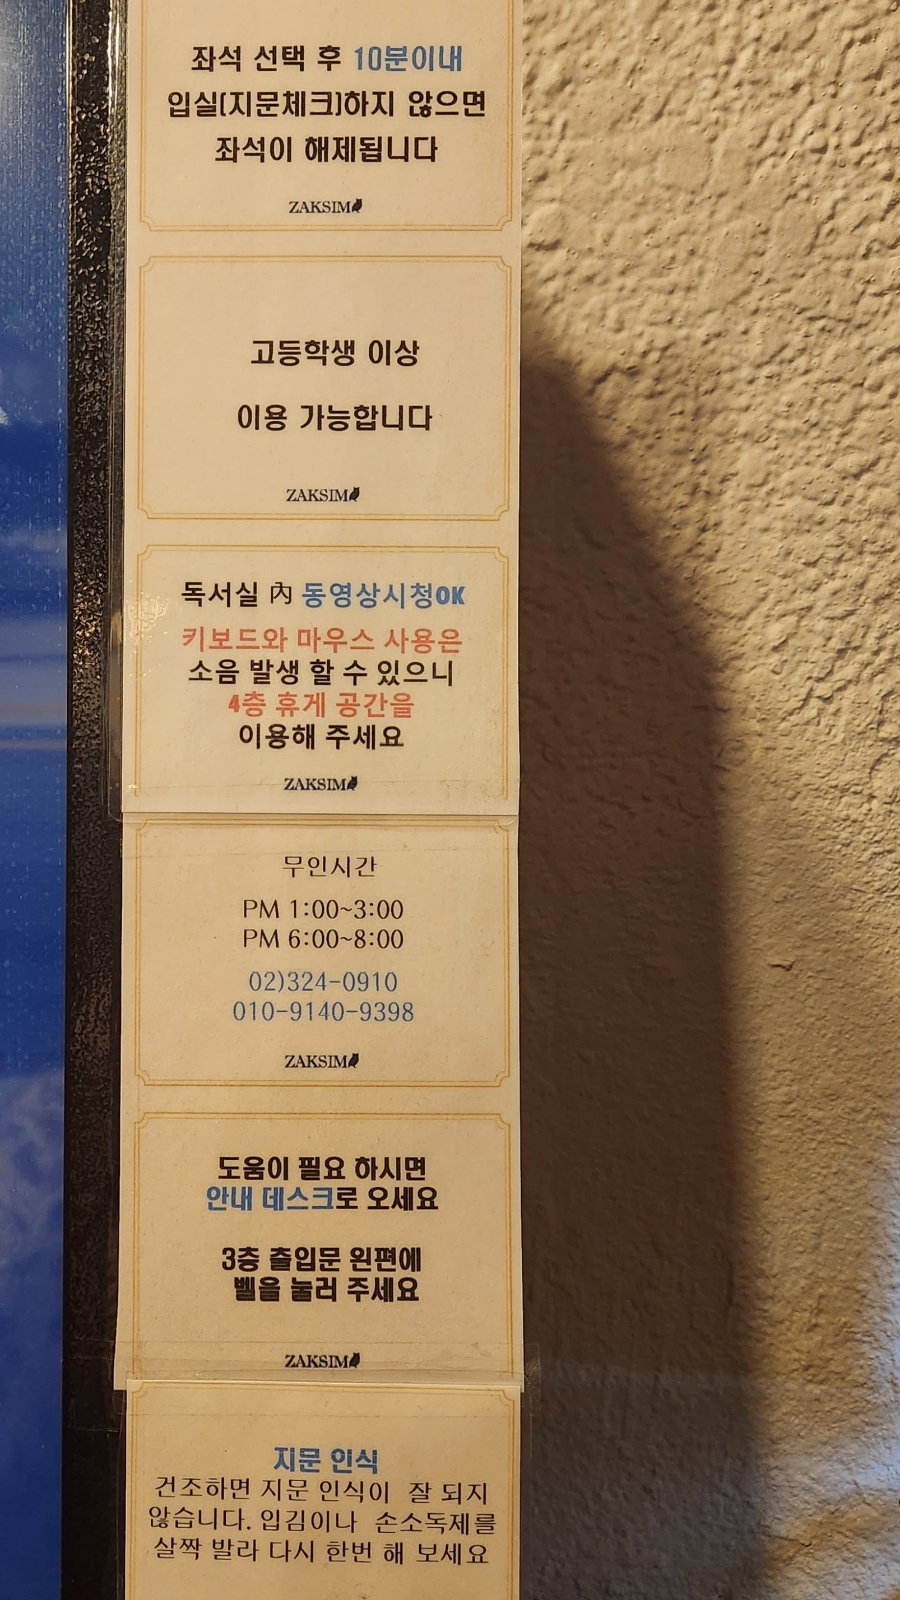 좌석 선택 후 10분이내
입실(지문체크)하지 않으면
좌석이 해제됩니다
ZAKSIM
고등학생 이상
이용 가능합니다
ZAKSIM
독서실 內 동영상시청OK
키보드와 마우스 사용은
소음 발생 할 수 있으니
4층 휴게 공간을
이용해 주세요
ZAKSIM
무인시간
PM 1:00~3:00
PM 6:00~8:00
02)324-0910
010-9140-9398
ZAKSIM
도움이 필요 하시면
안내 데스크로 오세요
3층 출입문 왼편에
벨을 눌러 주세요
ZAKSIM
지문 인식
건조하면 지문 인식이 잘 되지
않습니다. 입김이나 손소독제를
살짝 발라 다시 한번 해 보세요